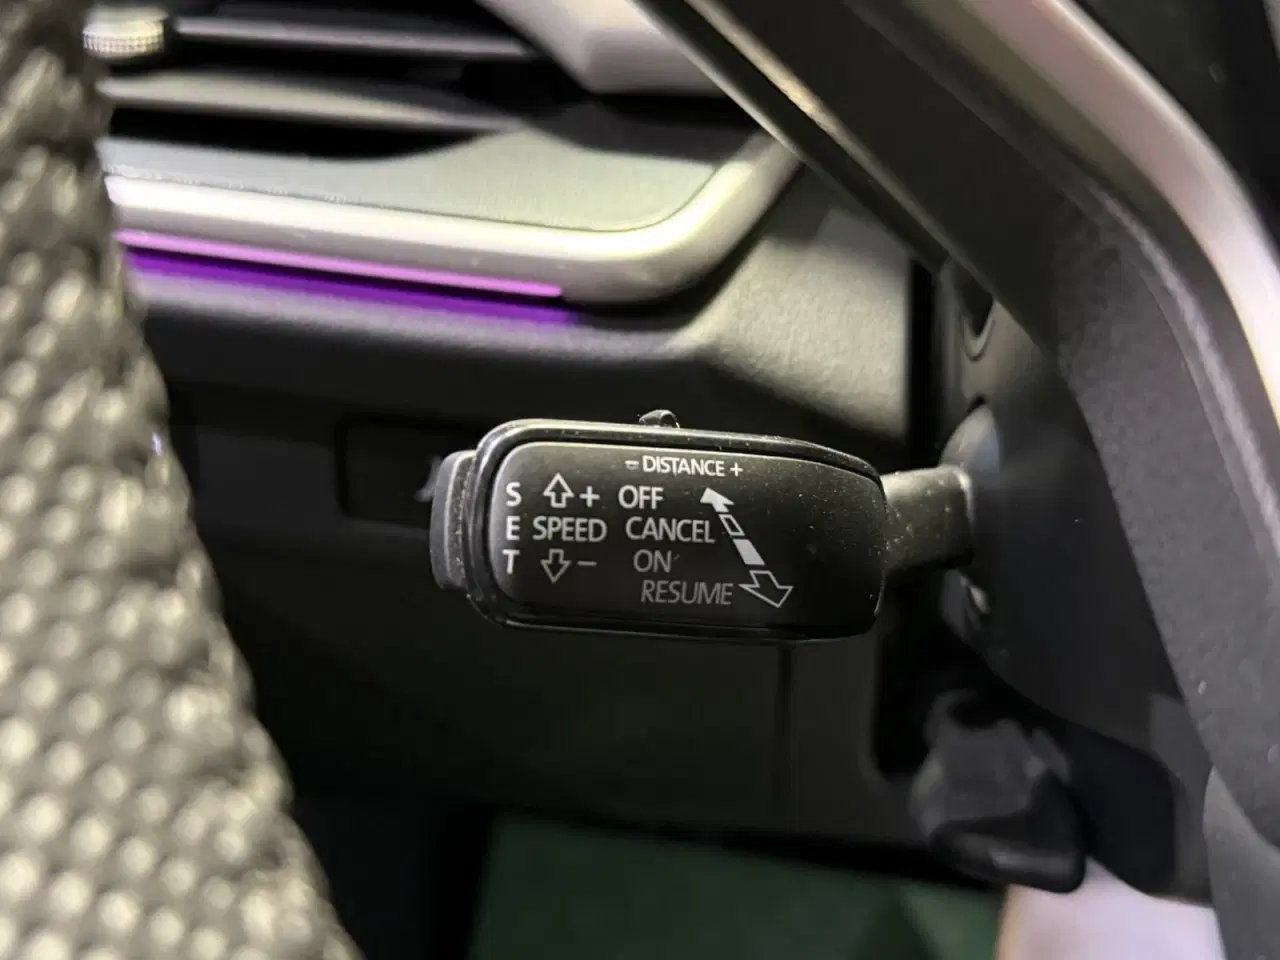 − DISTANCE +
S + OFF
E SPEED CANCEL
T − ON
RESUME